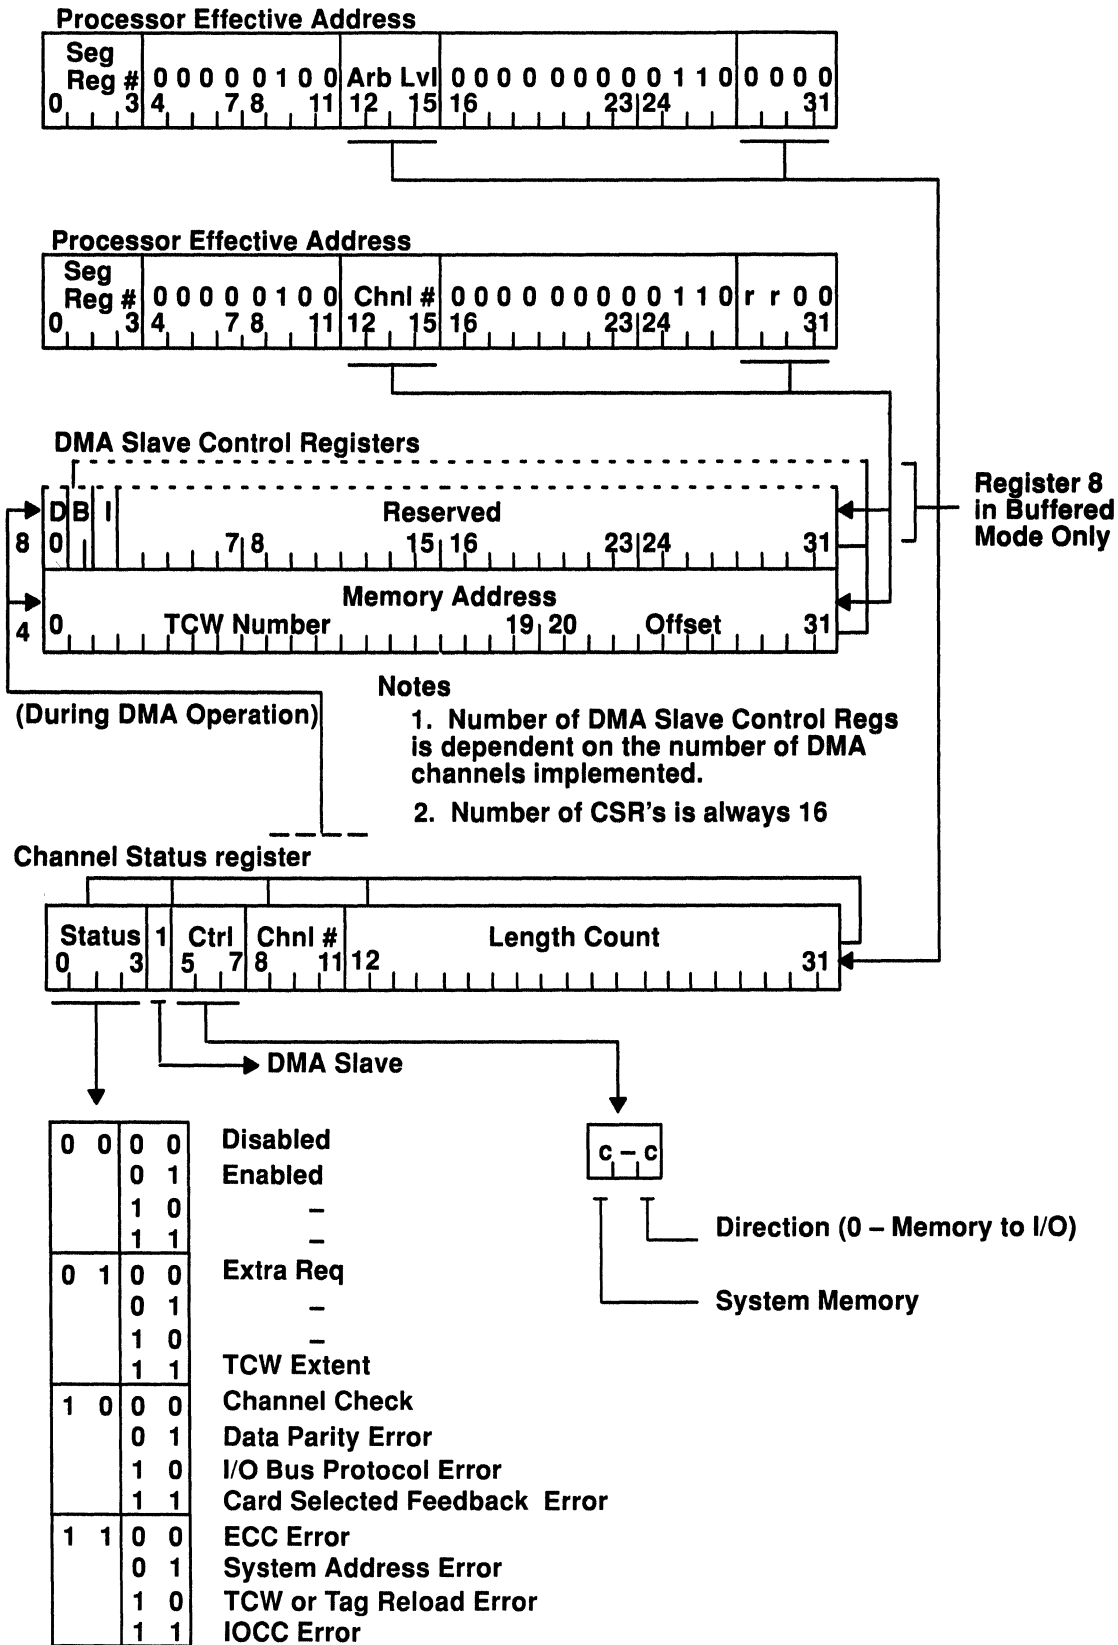 Processor Effective Address
Seg
Reg # 0 0 0 0 0 1 0 0 Arb Lvl 0 0 0 0 0 0 0 0 0 1 1 0 0 0 0 0
0 3 4 7 8 11 12 15 16 23 24 31
Processor Effective Address
Seg
Reg # 0 0 0 0 0 1 0 0 Chnl # 0 0 0 0 0 0 0 0 0 1 1 0 r r 0 0
0 3 4 7 8 11 12 15 16 23 24 31
DMA Slave Control Registers
D B I Reserved
8 0 7 8 15 16 23 24 31
Register 8
in Buffered
Mode Only
Memory Address
4 0 TCW Number 19 20 Offset 31
(During DMA Operation)
Notes
1. Number of DMA Slave Control Regs
is dependent on the number of DMA
channels implemented.
2. Number of CSR's is always 16
Channel Status register
Status 1 Ctrl Chnl # Length Count
0 3 5 7 8 11 12 31
DMA Slave
0 0 0 0 Disabled
0 1 Enabled
1 0 –
1 1 –
0 1 0 0 Extra Req
0 1 –
1 0 –
1 1 TCW Extent
1 0 0 0 Channel Check
0 1 Data Parity Error
1 0 I/O Bus Protocol Error
1 1 Card Selected Feedback Error
1 1 0 0 ECC Error
0 1 System Address Error
1 0 TCW or Tag Reload Error
1 1 IOCC Error
c – c
Direction (0 – Memory to I/O)
System Memory